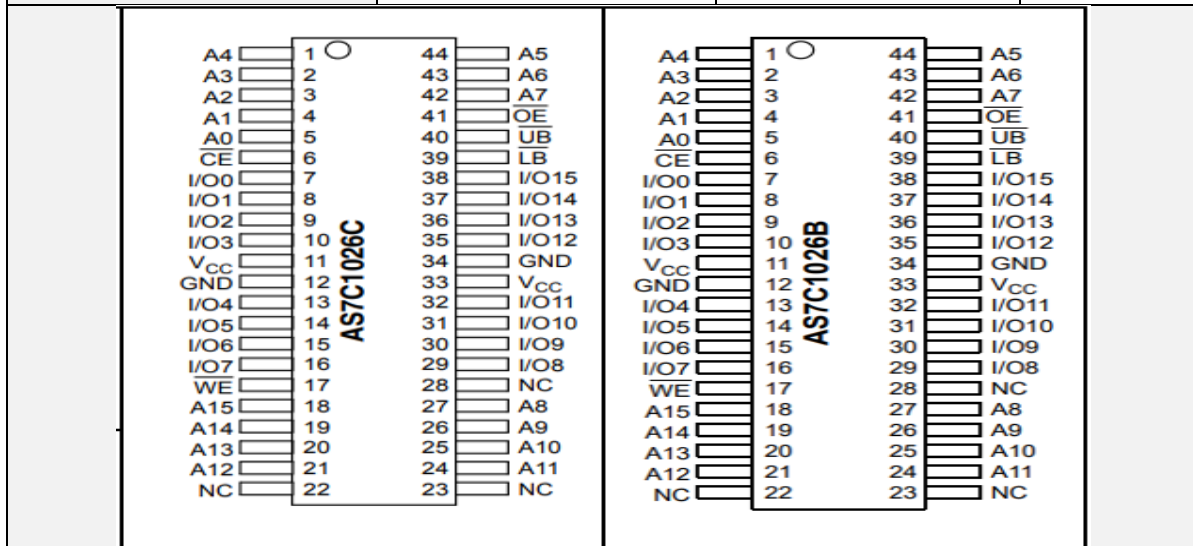 A4 1 44 A5
A3 2 43 A6
A2 3 42 A7
A1 4 41 OE
A0 5 40 UB
CE 6 39 LB
I/O0 7 38 I/O15
I/O1 8 37 I/O14
I/O2 9 36 I/O13
I/O3 10 35 I/O12
VCC 11 34 GND
GND 12 33 VCC
I/O4 13 32 I/O11
I/O5 14 31 I/O10
I/O6 15 30 I/O9
I/O7 16 29 I/O8
WE 17 28 NC
A15 18 27 A8
A14 19 26 A9
A13 20 25 A10
A12 21 24 A11
NC 22 23 NC
AS7C1026C
A4 1 44 A5
A3 2 43 A6
A2 3 42 A7
A1 4 41 OE
A0 5 40 UB
CE 6 39 LB
I/O0 7 38 I/O15
I/O1 8 37 I/O14
I/O2 9 36 I/O13
I/O3 10 35 I/O12
VCC 11 34 GND
GND 12 33 VCC
I/O4 13 32 I/O11
I/O5 14 31 I/O10
I/O6 15 30 I/O9
I/O7 16 29 I/O8
WE 17 28 NC
A15 18 27 A8
A14 19 26 A9
A13 20 25 A10
A12 21 24 A11
NC 22 23 NC
AS7C1026B